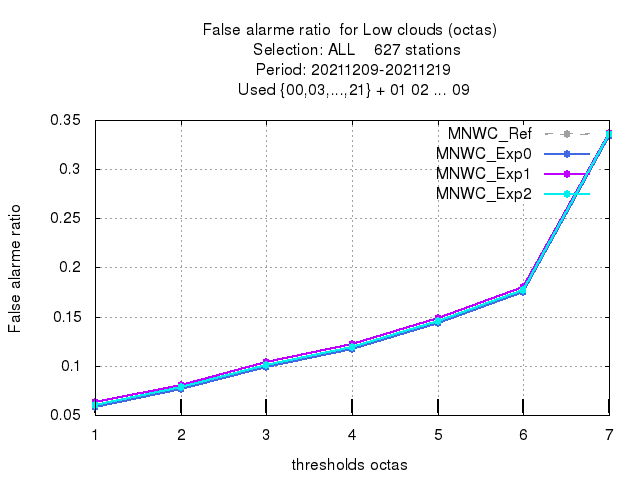 False alarme ratio  for Low clouds (octas)
Selection: ALL    627 stations
Period: 20211209-20211219
Used {00,03,...,21} + 01 02 ... 09
MNWC_Ref
MNWC_Exp0
MNWC_Exp1
MNWC_Exp2
False alarme ratio
0.35
0.3
0.25
0.2
0.15
0.1
0.05
1 2 3 4 5 6 7
thresholds octas